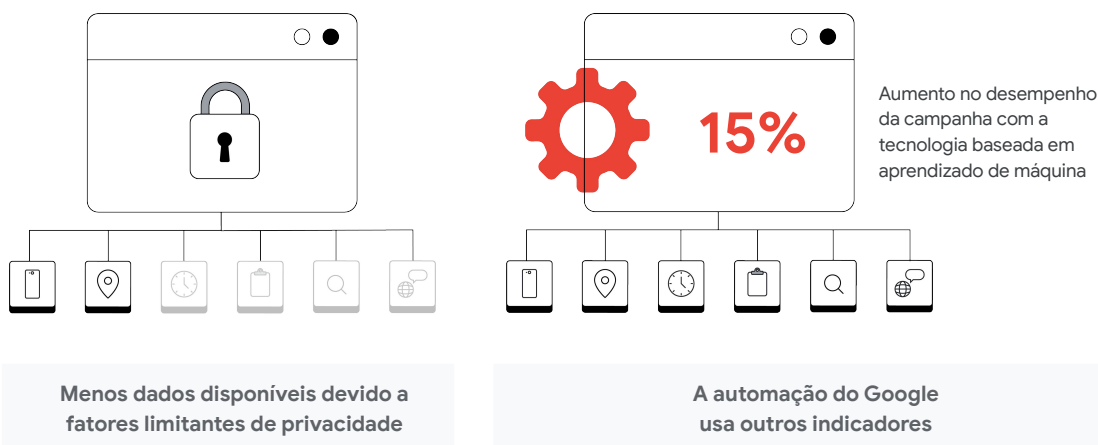 15%
Aumento no desempenho
da campanha com a
tecnologia baseada em
aprendizado de máquina
Menos dados disponíveis devido a
fatores limitantes de privacidade
A automação do Google
usa outros indicadores